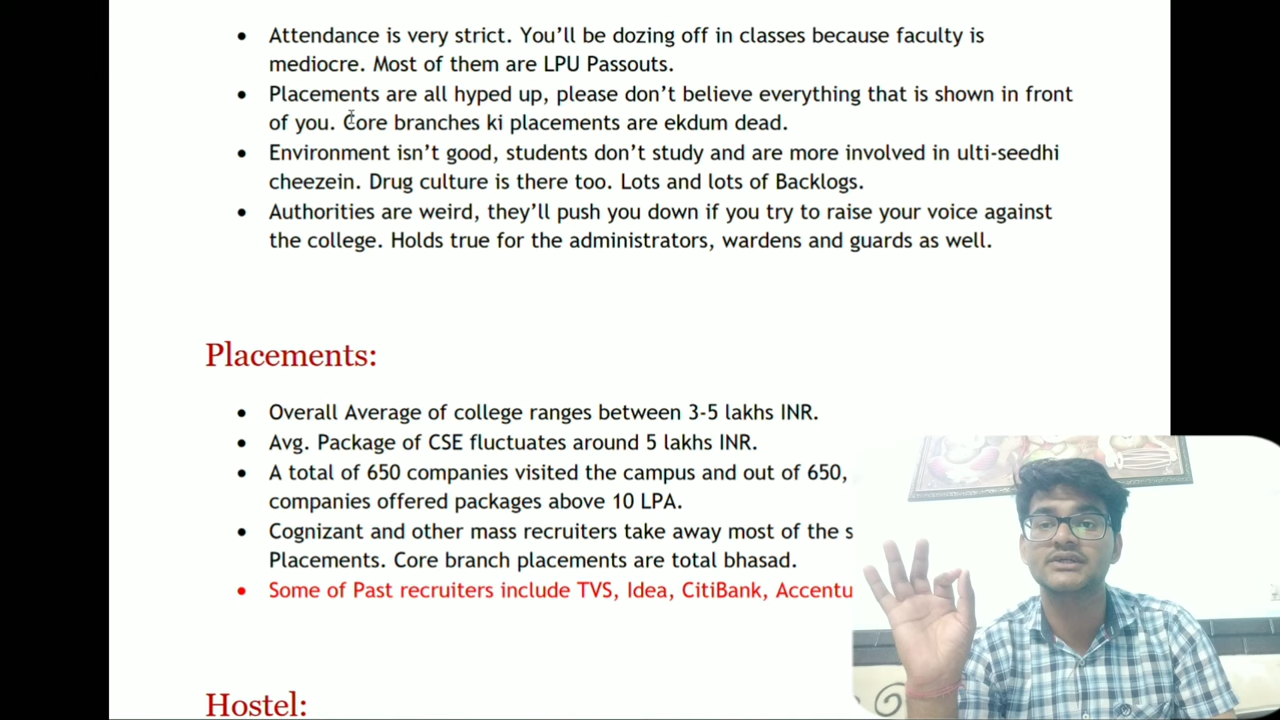 • Attendance is very strict. You’ll be dozing off in classes because faculty is
mediocre. Most of them are LPU Passouts.
• Placements are all hyped up, please don’t believe everything that is shown in front
of you. Core branches ki placements are ekdum dead.
• Environment isn’t good, students don’t study and are more involved in ulti-seedhi
cheezein. Drug culture is there too. Lots and lots of Backlogs.
• Authorities are weird, they’ll push you down if you try to raise your voice against
the college. Holds true for the administrators, wardens and guards as well.
Placements:
• Overall Average of college ranges between 3-5 lakhs INR.
• Avg. Package of CSE fluctuates around 5 lakhs INR.
• A total of 650 companies visited the campus and out of 650,
companies offered packages above 10 LPA.
• Cognizant and other mass recruiters take away most of the s
Placements. Core branch placements are total bhasad.
• Some of Past recruiters include TVS, Idea, CitiBank, Accentu
Hostel: